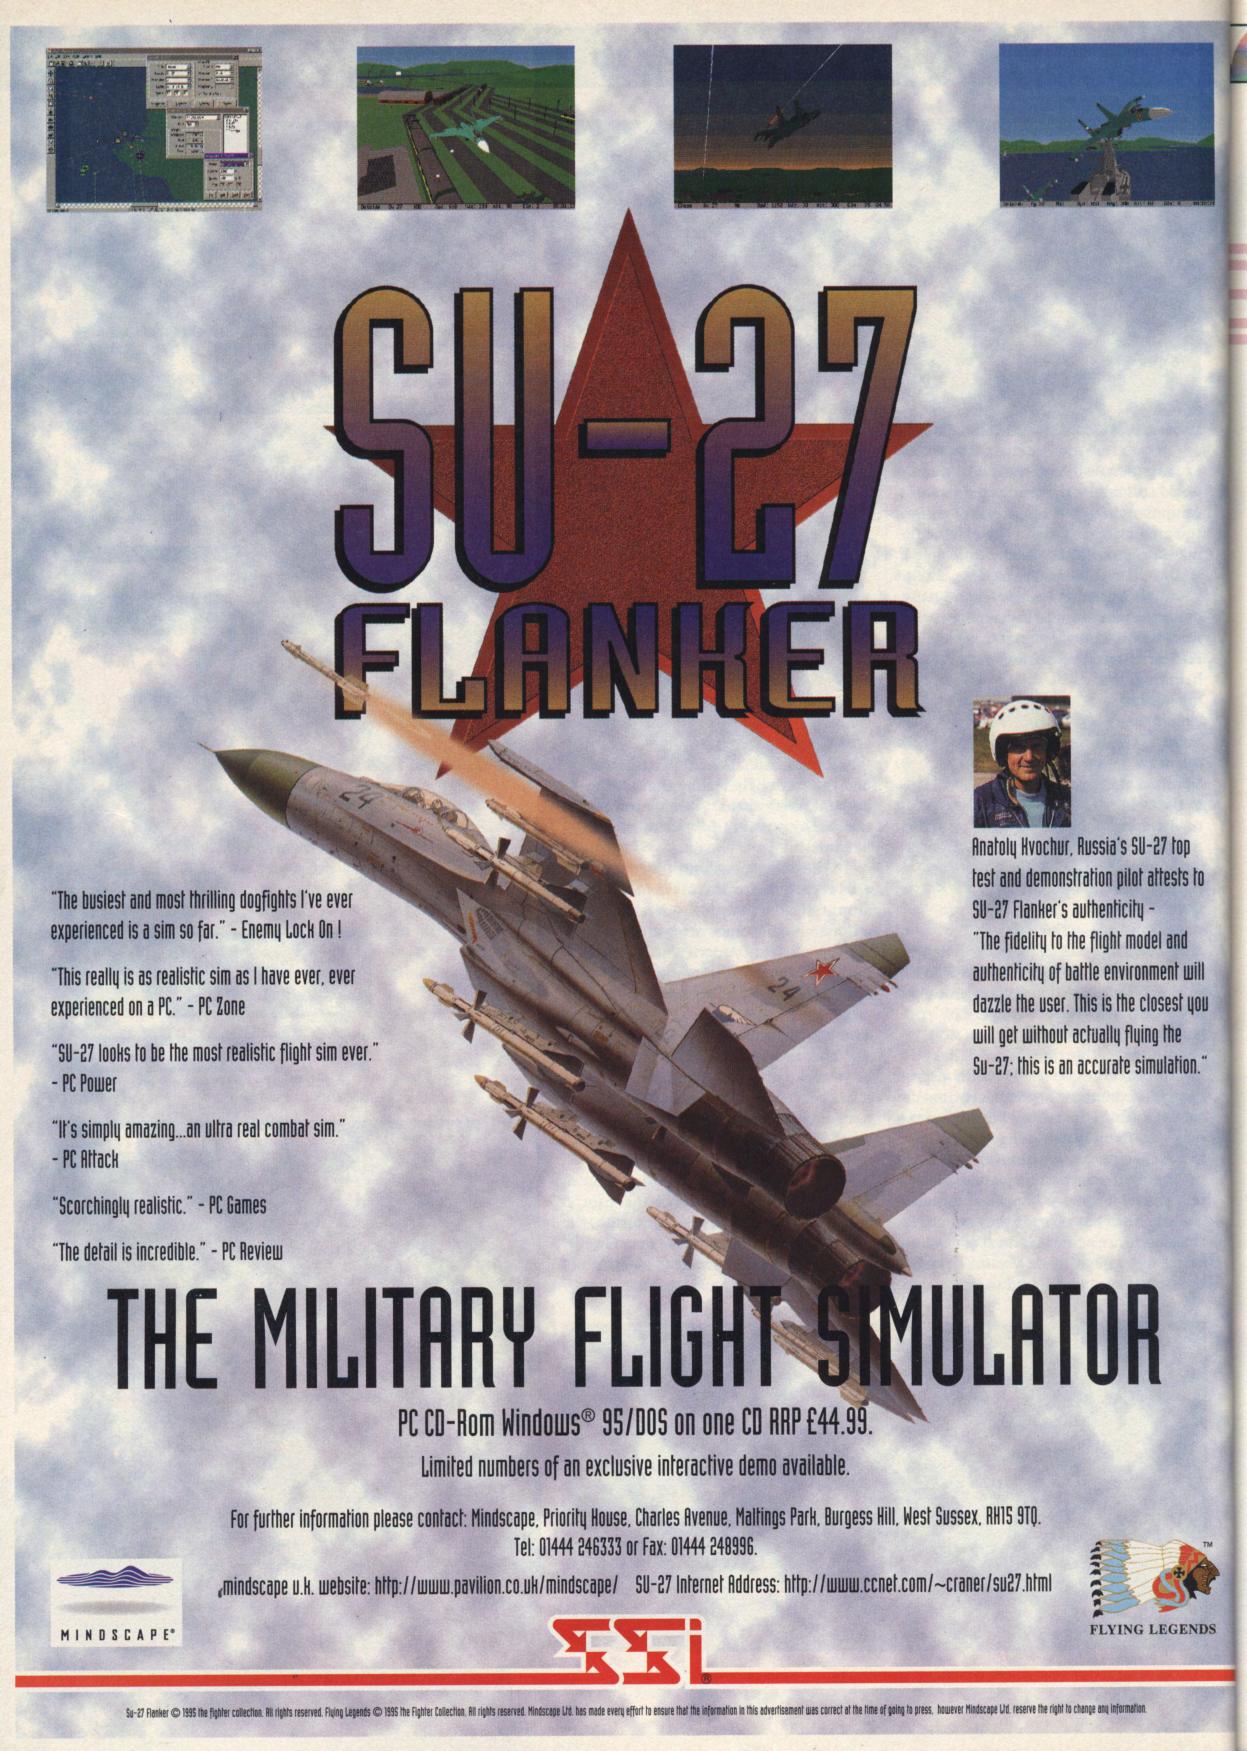 SU-27
FLANKER
24
24
Anatoly Kvochur, Russia's SU-27 top
test and demonstration pilot attests to
SU-27 Flanker's authenticity -
"The fidelity to the flight model and
authenticity of battle environment will
dazzle the user. This is the closest you
will get without actually flying the
Su-27; this is an accurate simulation."
"The busiest and most thrilling dogfights I've ever
experienced is a sim so far." - Enemy Lock On !
"This really is as realistic sim as I have ever, ever
experienced on a PC." - PC Zone
"SU-27 looks to be the most realistic flight sim ever."
- PC Power
"It's simply amazing...an ultra real combat sim."
- PC Attack
"Scorchingly realistic." - PC Games
"The detail is incredible." - PC Review
THE MILITARY FLIGHT SIMULATOR
PC CD-Rom Windows® 95/DOS on one CD RRP £44.99.
Limited numbers of an exclusive interactive demo available.
For further information please contact: Mindscape, Priority House, Charles Avenue, Maltings Park, Burgess Hill, West Sussex, RH15 9TQ.
Tel: 01444 246333 or Fax: 01444 248996.
mindscape u.k. website: http://www.pavilion.co.uk/mindscape/ SU-27 Internet Address: http://www.ccnet.com/~craner/su27.html
MINDSCAPE®
SSi®
™
FLYING LEGENDS
Su-27 Flanker © 1995 the fighter collection. All rights reserved. Flying Legends © 1995 the Fighter Collection. All rights reserved. Mindscape Ltd. has made every effort to ensure that the information in this advertisement was correct at the time of going to press, however Mindscape Ltd. reserve the right to change any information.